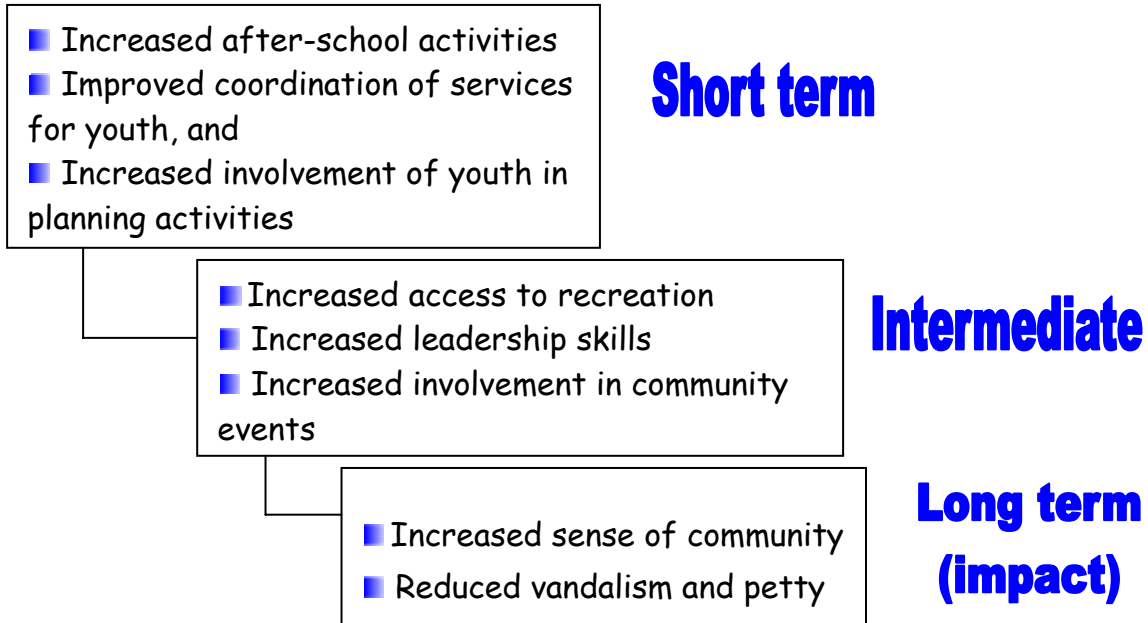 Increased after-school activities
Improved coordination of services
for youth, and
Increased involvement of youth in
planning activities
Short term
Increased access to recreation
Increased leadership skills
Increased involvement in community
events
Intermediate
Increased sense of community
Reduced vandalism and petty
Long term
(impact)